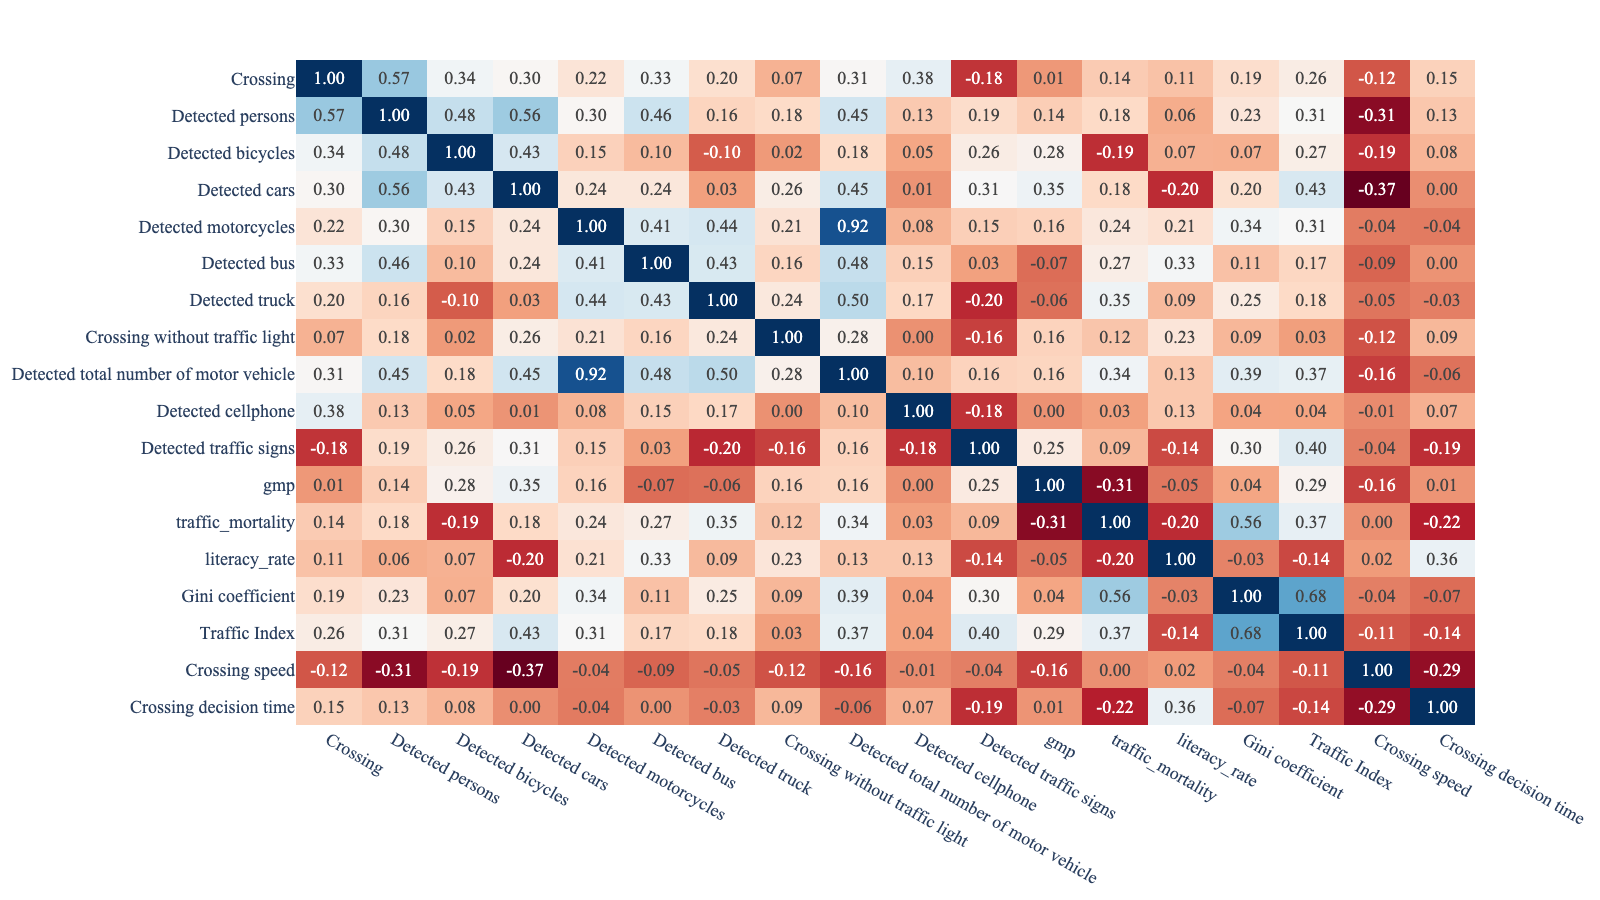 Crossing 1.00 0.57 0.34 0.30 0.22 0.33 0.20 0.07 0.31 0.38 -0.18 0.01 0.14 0.11 0.19 0.26 -0.12 0.15
Detected persons 0.57 1.00 0.48 0.56 0.30 0.46 0.16 0.18 0.45 0.13 0.19 0.14 0.18 0.06 0.23 0.31 -0.31 0.13
Detected bicycles 0.34 0.48 1.00 0.43 0.15 0.10 -0.10 0.02 0.18 0.05 0.26 0.28 -0.19 0.07 0.07 0.27 -0.19 0.08
Detected cars 0.30 0.56 0.43 1.00 0.24 0.24 0.03 0.26 0.45 0.01 0.31 0.35 0.18 -0.20 0.20 0.43 -0.37 0.00
Detected motorcycles 0.22 0.30 0.15 0.24 1.00 0.41 0.44 0.21 0.92 0.08 0.15 0.16 0.24 0.21 0.34 0.31 -0.04 -0.04
Detected bus 0.33 0.46 0.10 0.24 0.41 1.00 0.43 0.16 0.48 0.15 0.03 -0.07 0.27 0.33 0.11 0.17 -0.09 0.00
Detected truck 0.20 0.16 -0.10 0.03 0.44 0.43 1.00 0.24 0.50 0.17 -0.20 -0.06 0.35 0.09 0.25 0.18 -0.05 -0.03
Crossing without traffic light 0.07 0.18 0.02 0.26 0.21 0.16 0.24 1.00 0.28 0.00 -0.16 0.16 0.12 0.23 0.09 0.03 -0.12 0.09
Detected total number of motor vehicle 0.31 0.45 0.18 0.45 0.92 0.48 0.50 0.28 1.00 0.10 0.16 0.16 0.34 0.13 0.39 0.37 -0.16 -0.06
Detected cellphone 0.38 0.13 0.05 0.01 0.08 0.15 0.17 0.00 0.10 1.00 -0.18 0.00 0.03 0.13 0.04 0.04 -0.01 0.07
Detected traffic signs -0.18 0.19 0.26 0.31 0.15 0.03 -0.20 -0.16 0.16 -0.18 1.00 0.25 0.09 -0.14 0.30 0.40 -0.04 -0.19
gmp 0.01 0.14 0.28 0.35 0.16 -0.07 -0.06 0.16 0.16 0.00 0.25 1.00 -0.31 -0.05 0.04 0.29 -0.16 0.01
traffic_mortality 0.14 0.18 -0.19 0.18 0.24 0.27 0.35 0.12 0.34 0.03 0.09 -0.31 1.00 -0.20 0.56 0.37 0.00 -0.22
literacy_rate 0.11 0.06 0.07 -0.20 0.21 0.33 0.09 0.23 0.13 0.13 -0.14 -0.05 -0.20 1.00 -0.03 -0.14 0.02 0.36
Gini coefficient 0.19 0.23 0.07 0.20 0.34 0.11 0.25 0.09 0.39 0.04 0.30 0.04 0.56 -0.03 1.00 0.68 -0.04 -0.07
Traffic Index 0.26 0.31 0.27 0.43 0.31 0.17 0.18 0.03 0.37 0.04 0.40 0.29 0.37 -0.14 0.68 1.00 -0.11 -0.14
Crossing speed -0.12 -0.31 -0.19 -0.37 -0.04 -0.09 -0.05 -0.12 -0.16 -0.01 -0.04 -0.16 0.00 0.02 -0.04 -0.11 1.00 -0.29
Crossing decision time 0.15 0.13 0.08 0.00 -0.04 0.00 -0.03 0.09 -0.06 0.07 -0.19 0.01 -0.22 0.36 -0.07 -0.14 -0.29 1.00
Crossing
Detected persons
Detected bicycles
Detected cars
Detected motorcycles
Detected bus
Detected truck
Crossing without traffic light
Detected total number of motor vehicle
Detected cellphone
Detected traffic signs
gmp
traffic_mortality
literacy_rate
Gini coefficient
Traffic Index
Crossing speed
Crossing decision time